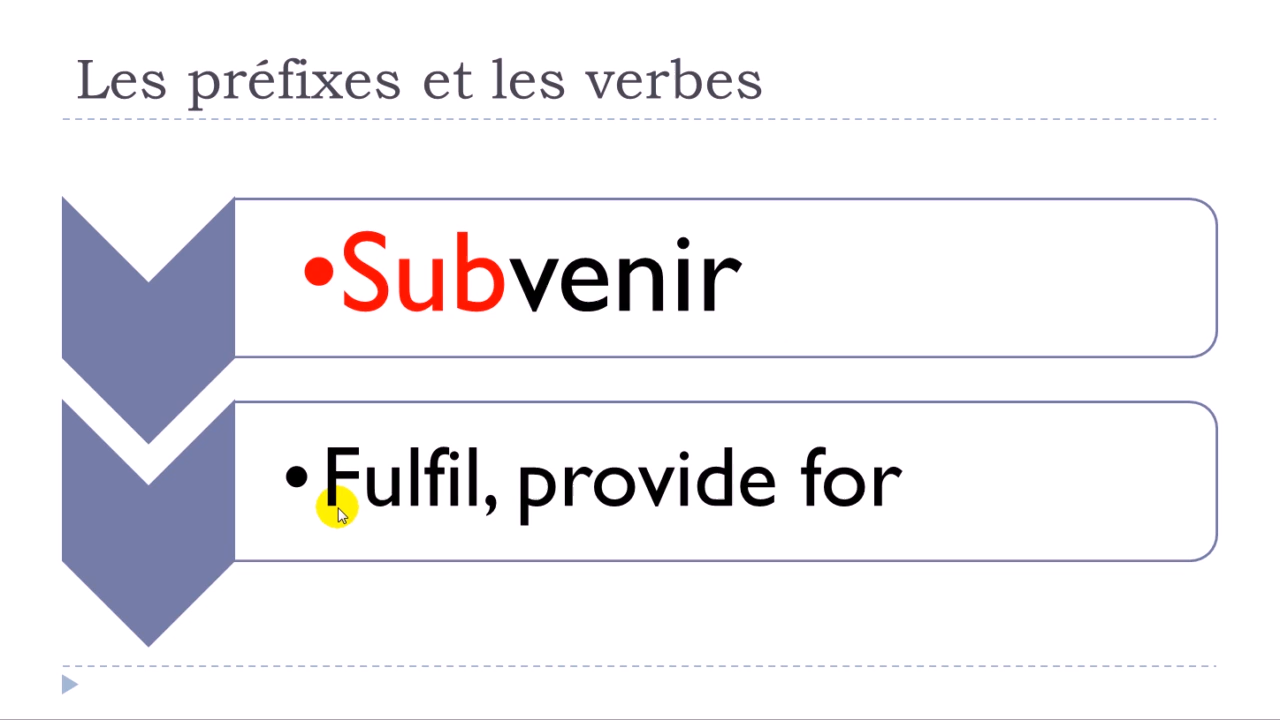 Les préfixes et les verbes
•Subvenir
• Fulfil, provide for